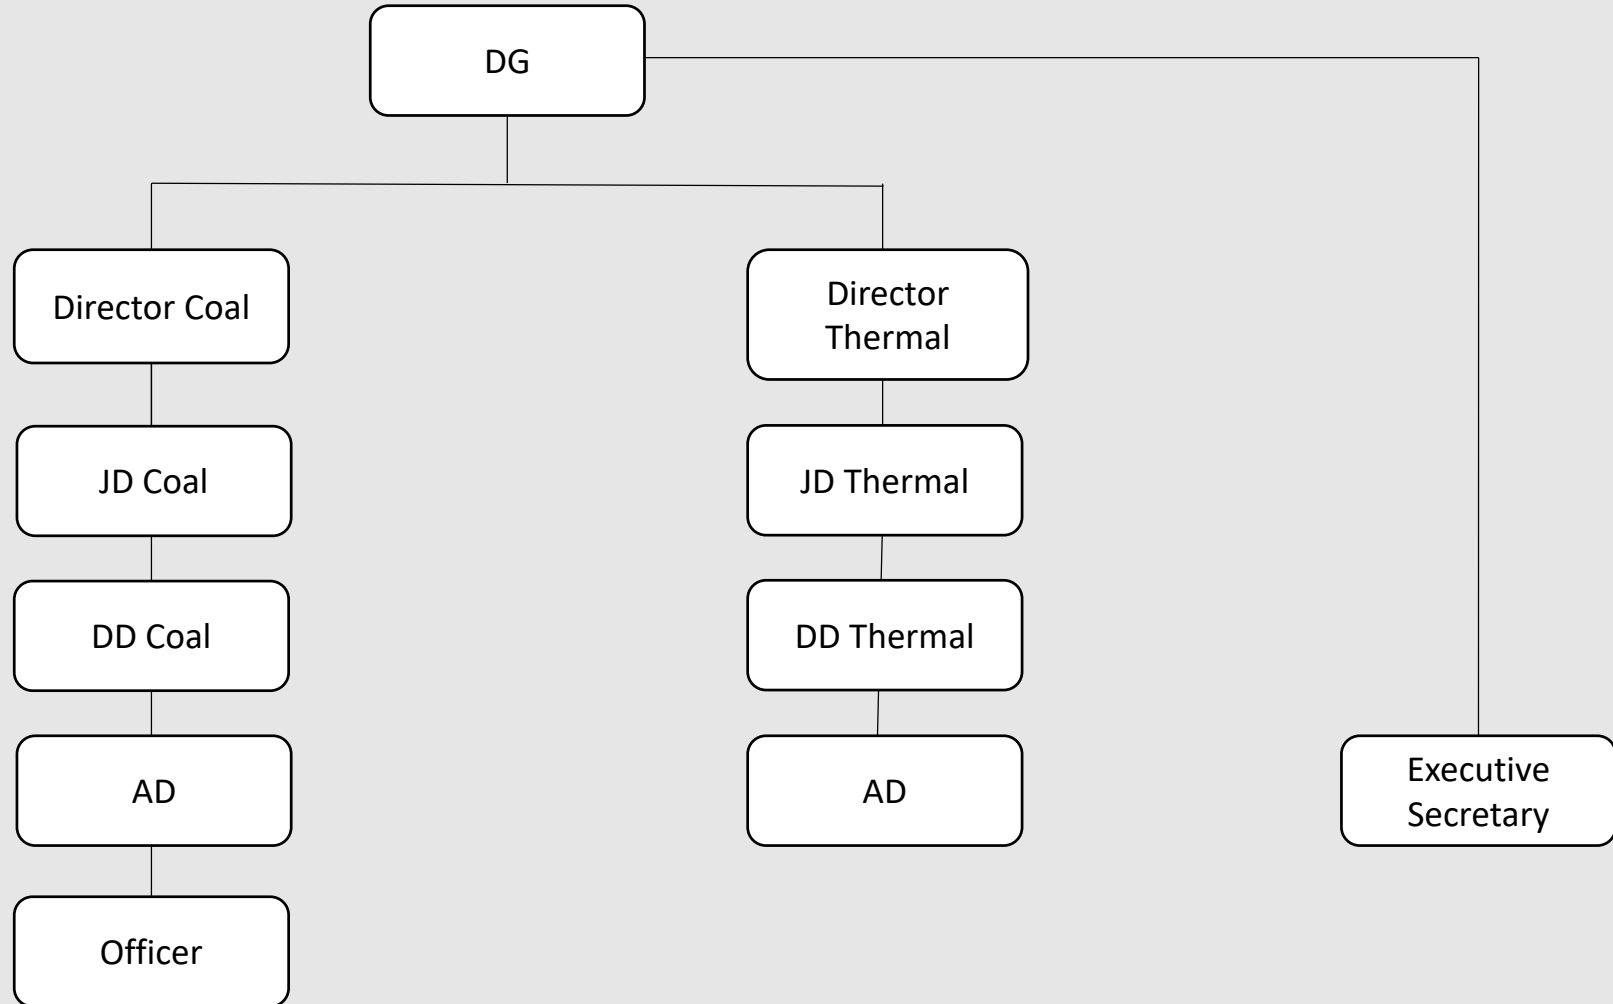 DG
Director Coal
Director
Thermal
JD Coal
JD Thermal
DD Coal
DD Thermal
AD
AD
Executive
Secretary
Officer